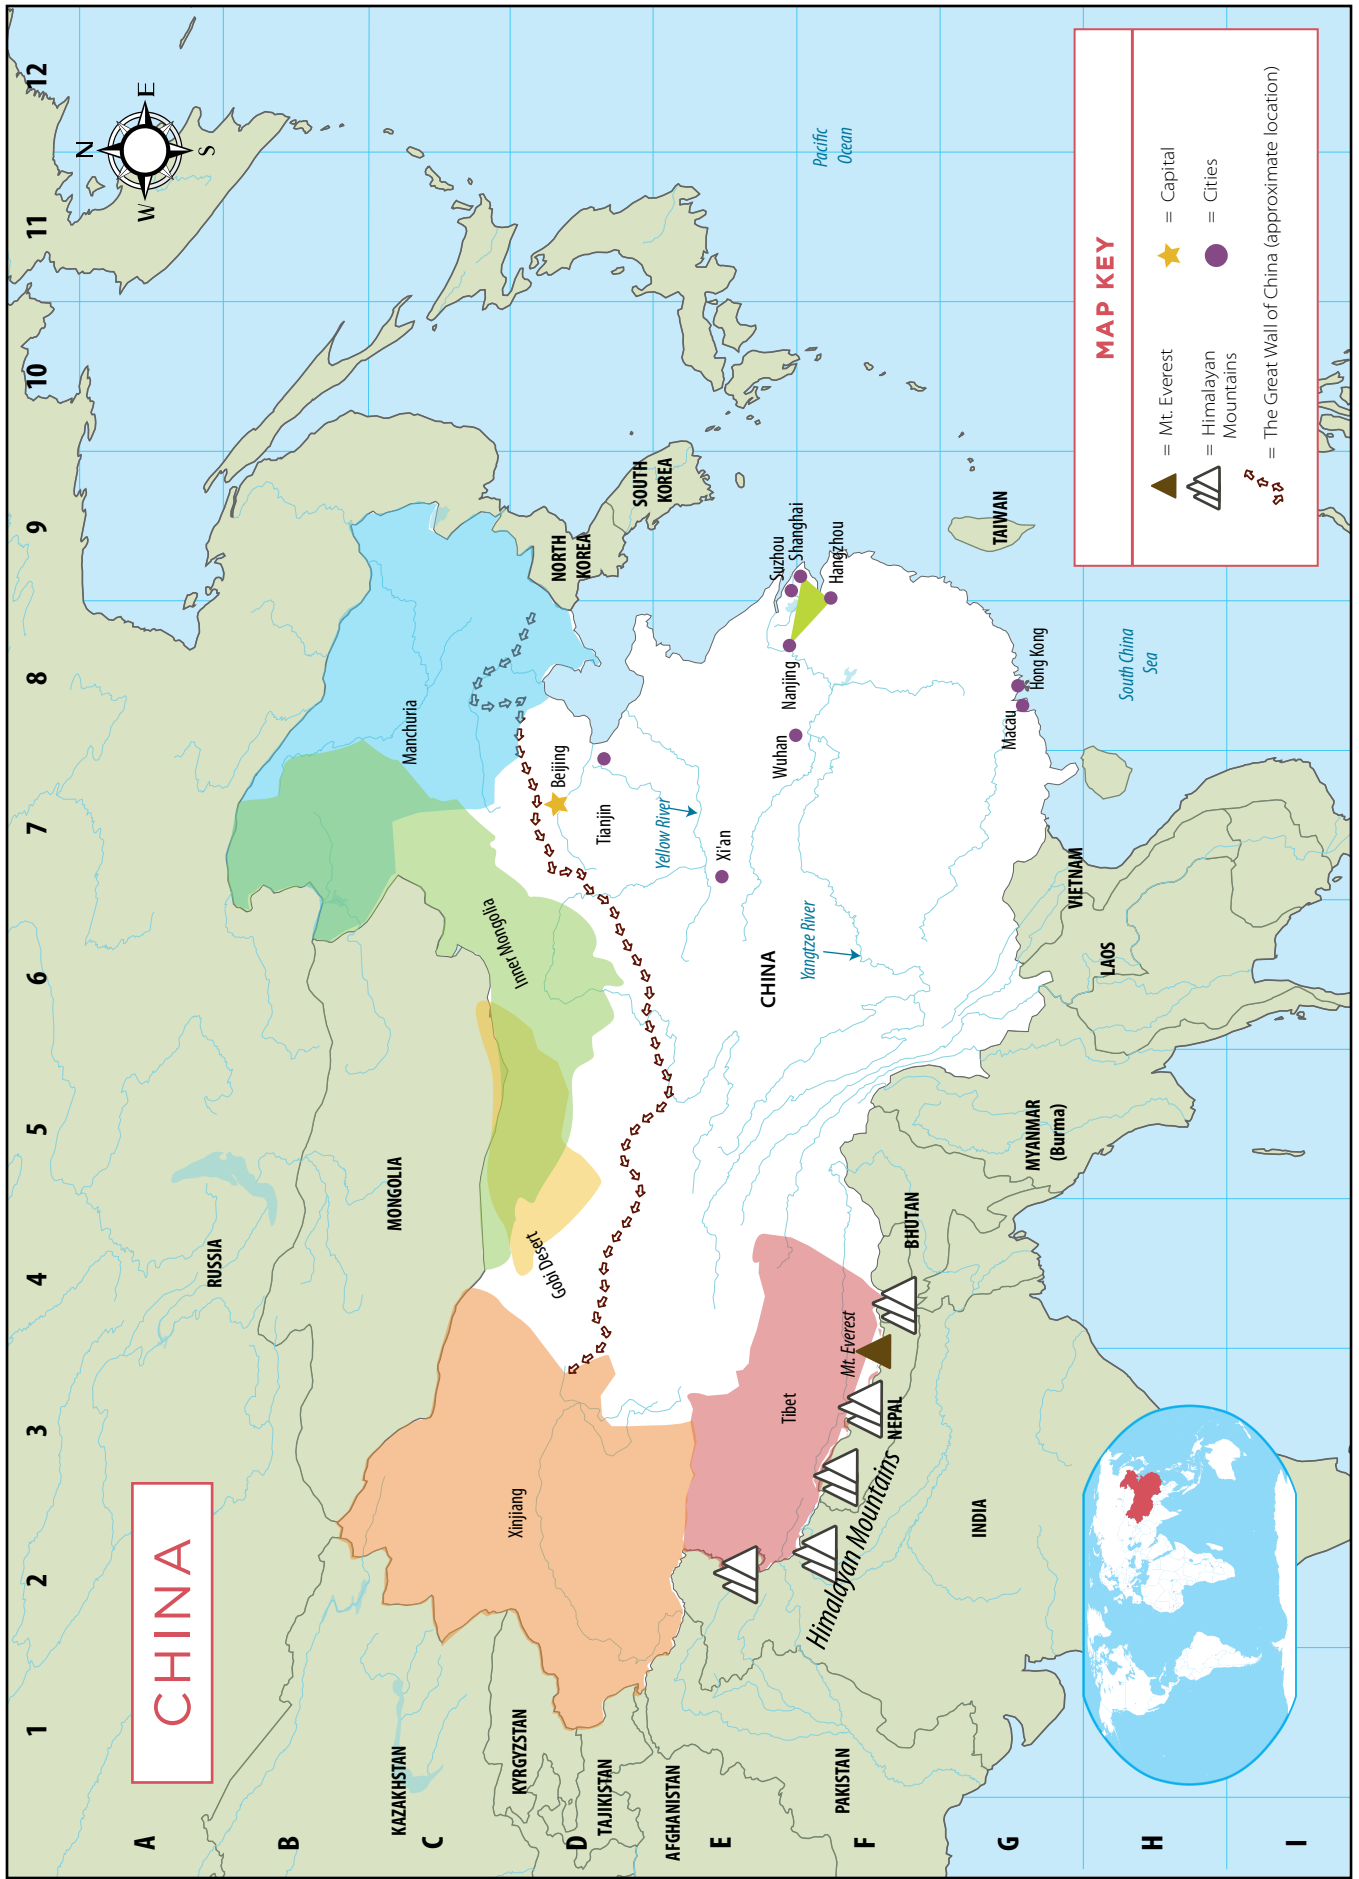 CHINA
1
2
3
4
5
6
7
8
9
10
11
12
A
B
C
D
E
F
G
H
I
N
E
S
W
RUSSIA
MONGOLIA
KAZAKHSTAN
KYRGYZSTAN
TAJIKISTAN
AFGHANISTAN
PAKISTAN
INDIA
NEPAL
BHUTAN
MYANMAR
(Burma)
LAOS
VIETNAM
TAIWAN
NORTH
KOREA
SOUTH
KOREA
CHINA
Xinjiang
Tibet
Gobi Desert
Inner Mongolia
Manchuria
Himalayan Mountains
Mt. Everest
Beijing
Tianjin
Xi'an
Wuhan
Nanjing
Suzhou
Shanghai
Hangzhou
Macau
Hong Kong
Yellow River
Yangtze River
Pacific
Ocean
South China
Sea
MAP KEY
= Mt. Everest
= Capital
= Himalayan
Mountains
= Cities
= The Great Wall of China (approximate location)